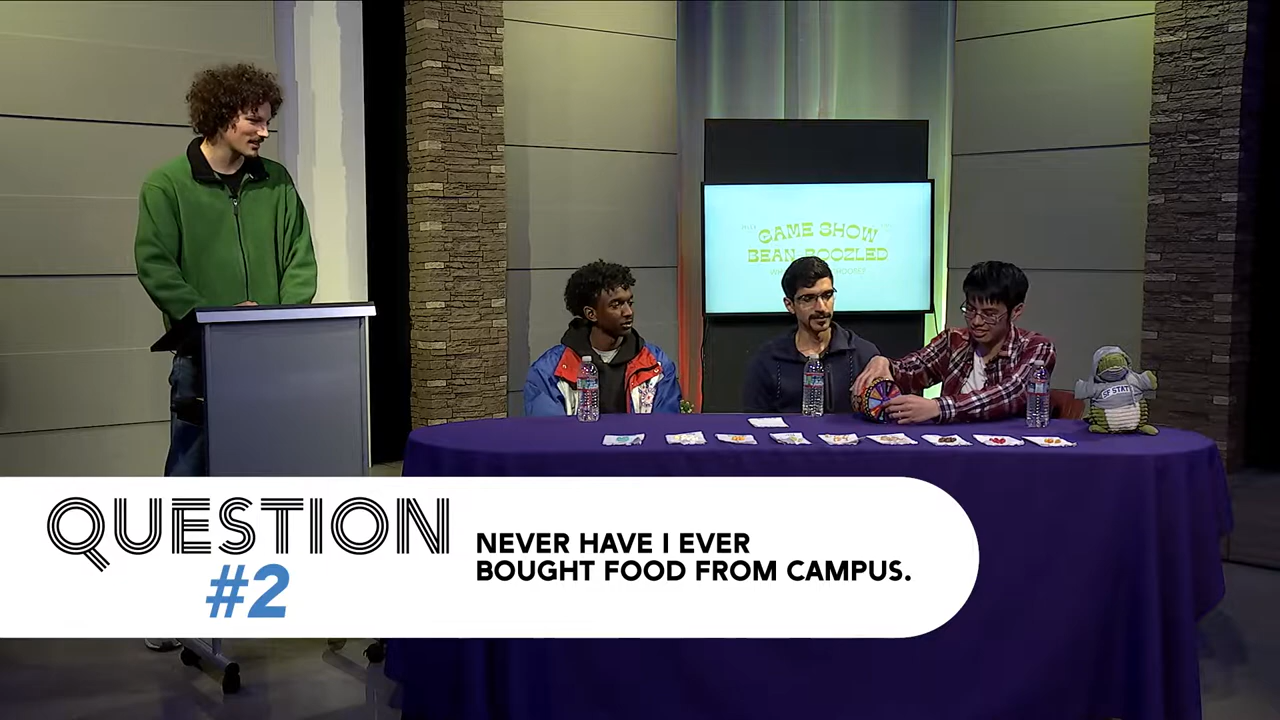 GAME SHOW
BEAN BOOZLED
SF STATE
QUESTION
#2
NEVER HAVE I EVER
BOUGHT FOOD FROM CAMPUS.